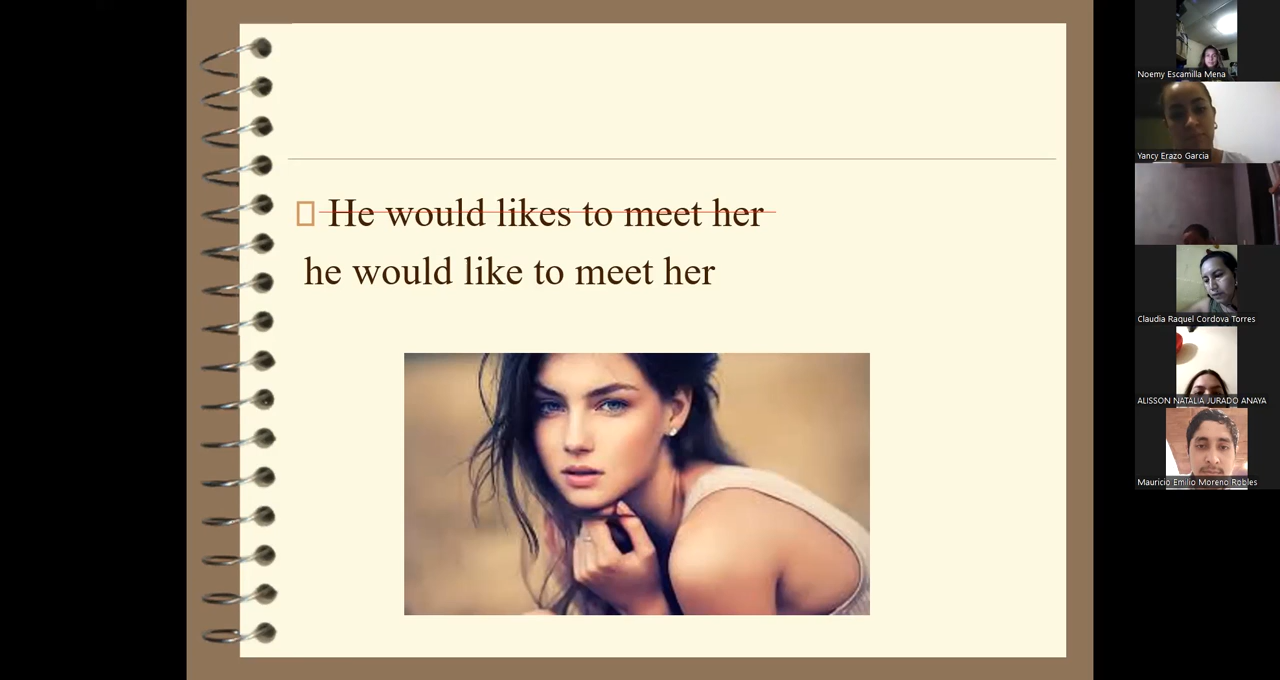 He would likes to meet her
he would like to meet her
Noemy Escamilla Mena
Yancy Erazo Garcia
Claudia Raquel Cordova Torres
ALISSON NATALIA JURADO ANAYA
Mauricio Emilio Moreno Robles